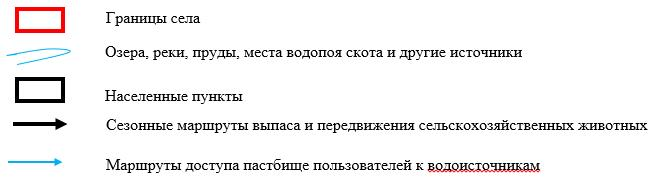 Границы села
Озера, реки, пруды, места водопоя скота и другие источники
Населенные пункты
Сезонные маршруты выпаса и передвижения сельскохозяйственных животных
Маршруты доступа пастбище пользователей к водоисточникам